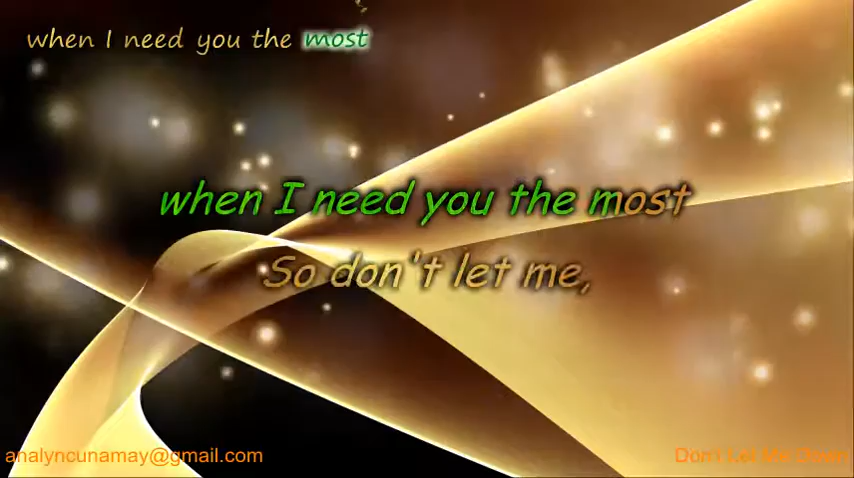 when I need you the most
when I need you the most
So don't let me,
analyncunamay@gmail.com
Don't Let Me Down